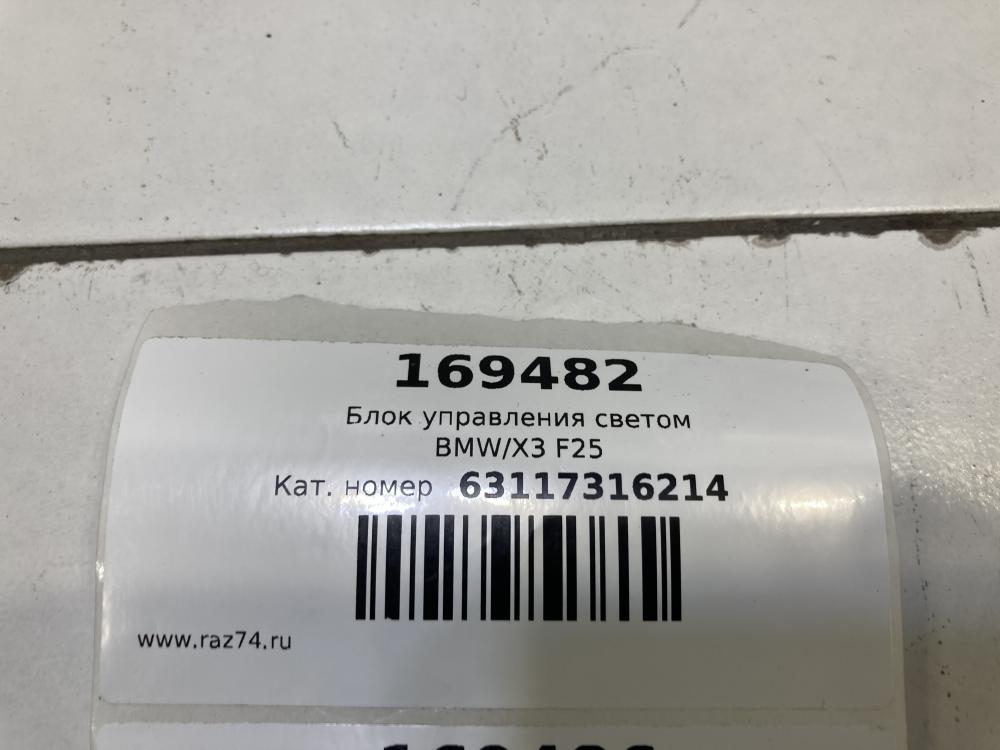 169482
Блок управления светом
BMW/X3 F25
Кат. номер 63117316214
www.raz74.ru